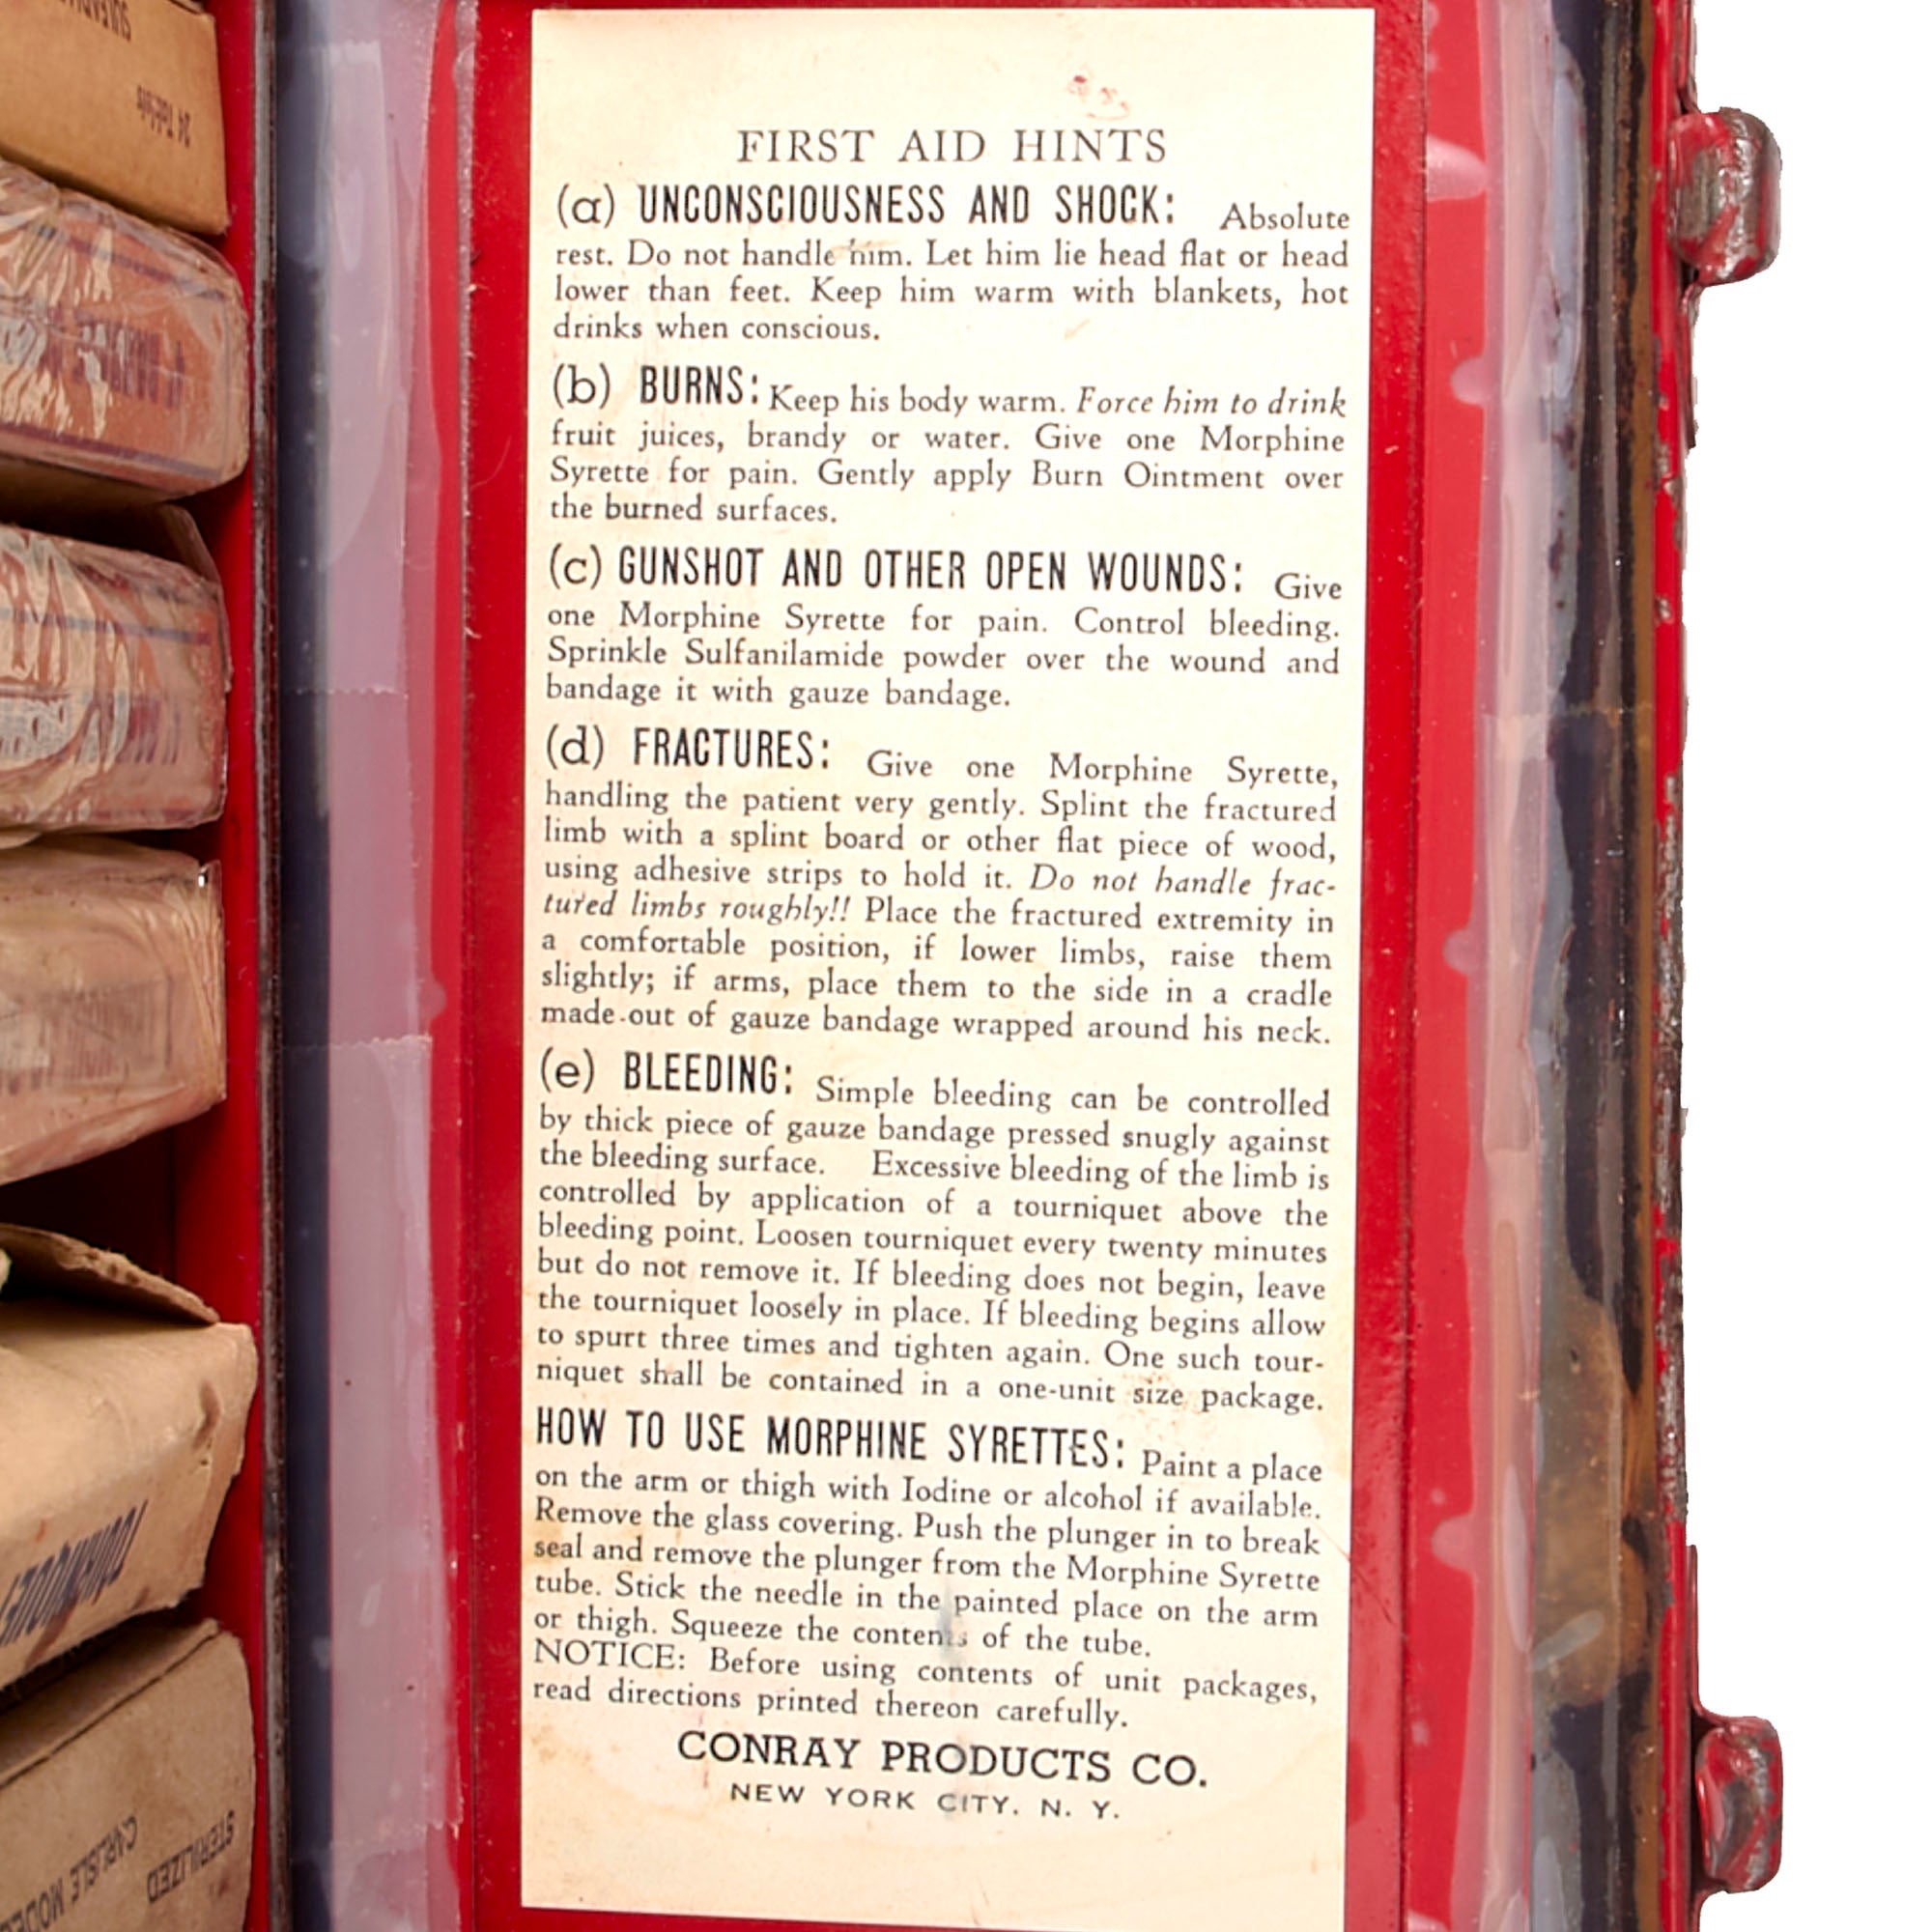 FIRST AID HINTS
(a) UNCONSCIOUSNESS AND SHOCK: Absolute
rest. Do not handle him. Let him lie head flat or head
lower than feet. Keep him warm with blankets, hot
drinks when conscious.
(b) BURNS: Keep his body warm. Force him to drink
fruit juices, brandy or water. Give one Morphine
Syrette for pain. Gently apply Burn Ointment over
the burned surfaces.
(c) GUNSHOT AND OTHER OPEN WOUNDS: Give
one Morphine Syrette for pain. Control bleeding.
Sprinkle Sulfanilamide powder over the wound and
bandage it with gauze bandage.
(d) FRACTURES: Give one Morphine Syrette,
handling the patient very gently. Splint the fractured
limb with a splint board or other flat piece of wood,
using adhesive strips to hold it. Do not handle frac-
tured limbs roughly!! Place the fractured extremity in
a comfortable position, if lower limbs, raise them
slightly; if arms, place them to the side in a cradle
made out of gauze bandage wrapped around his neck.
(e) BLEEDING: Simple bleeding can be controlled
by thick piece of gauze bandage pressed snugly against
the bleeding surface. Excessive bleeding of the limb is
controlled by application of a tourniquet above the
bleeding point. Loosen tourniquet every twenty minutes
but do not remove it. If bleeding does not begin, leave
the tourniquet loosely in place. If bleeding begins allow
to spurt three times and tighten again. One such tour-
niquet shall be contained in a one-unit size package.
HOW TO USE MORPHINE SYRETTES: Paint a place
on the arm or thigh with Iodine or alcohol if available.
Remove the glass covering. Push the plunger in to break
seal and remove the plunger from the Morphine Syrette
tube. Stick the needle in the painted place on the arm
or thigh. Squeeze the contents of the tube.
NOTICE: Before using contents of unit packages,
read directions printed thereon carefully.
CONRAY PRODUCTS CO.
NEW YORK CITY, N. Y.
STERILIZED
CARLISLE